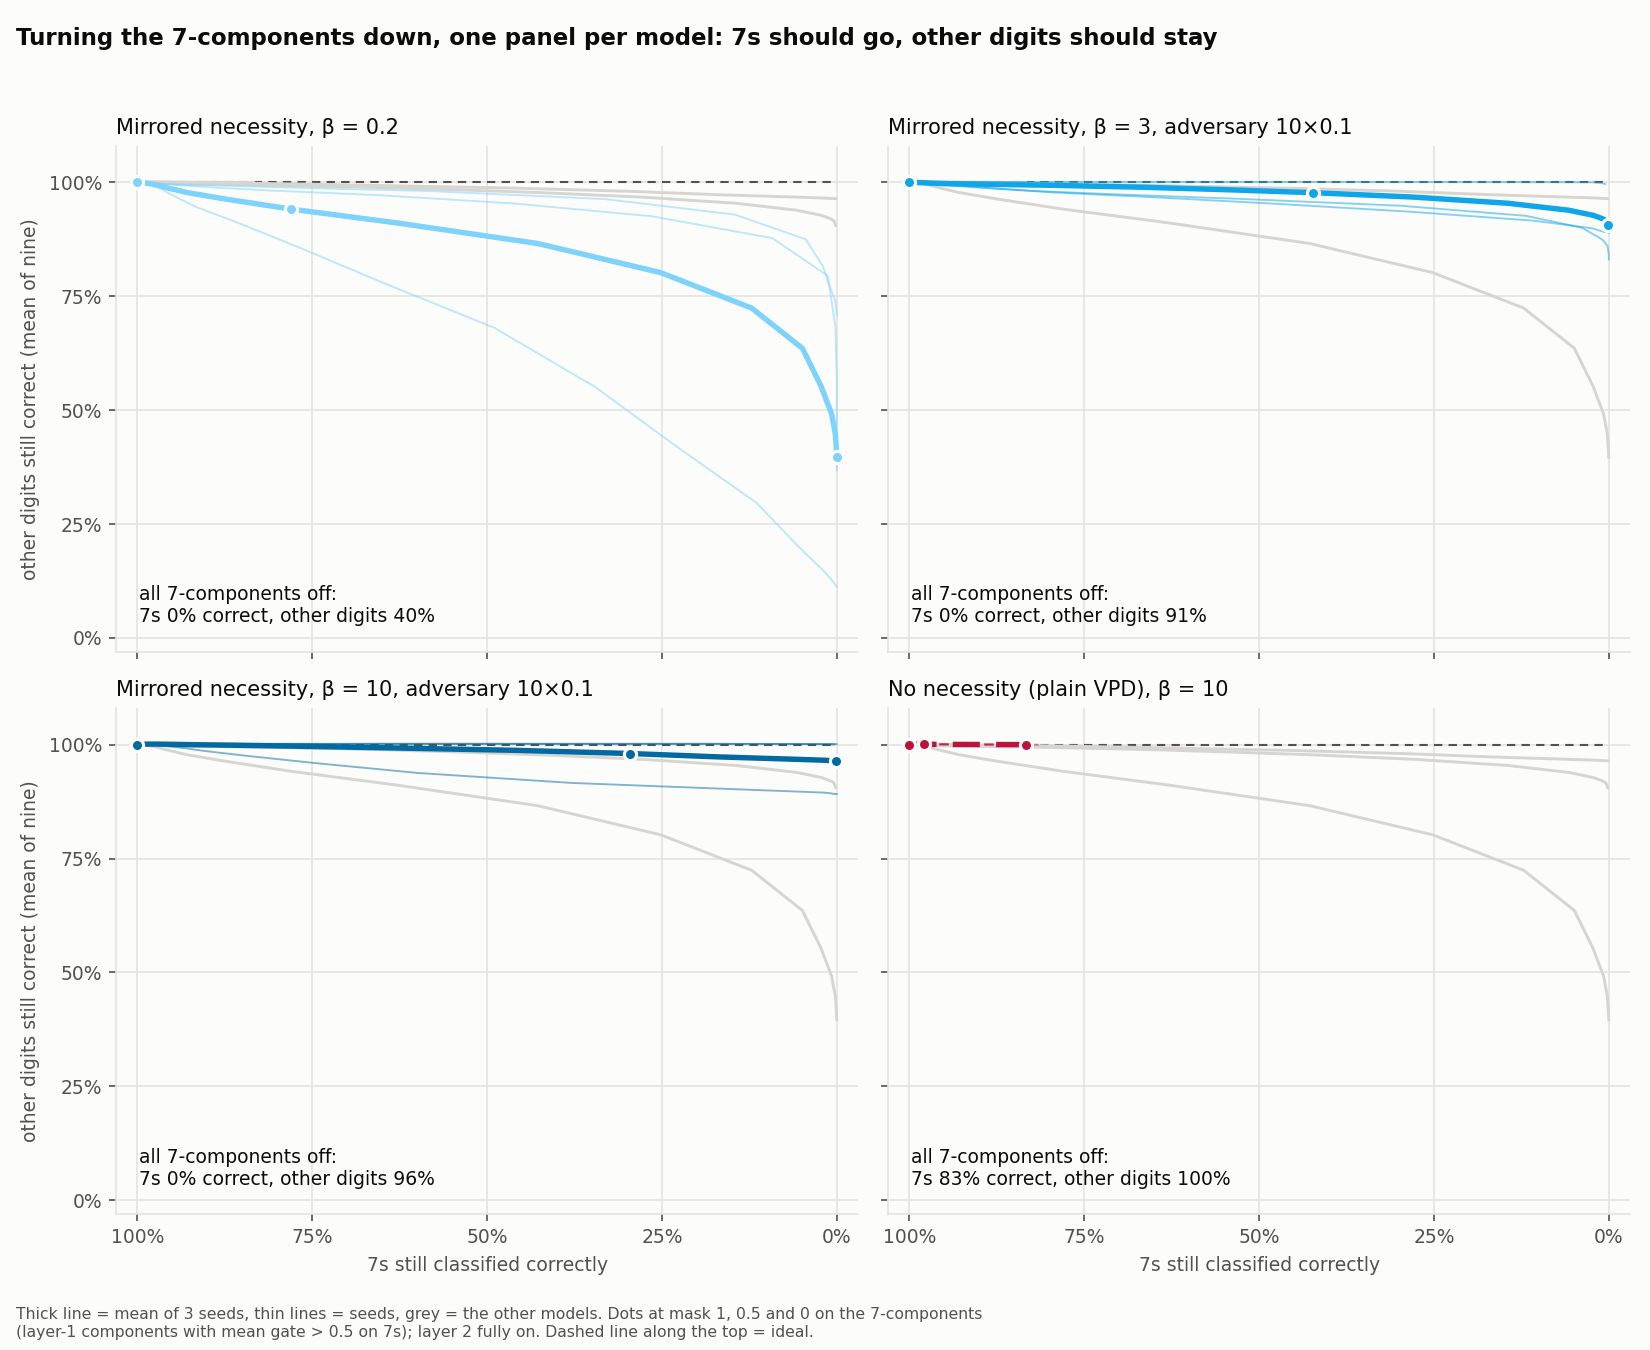 Turning the 7-components down, one panel per model: 7s should go, other digits should stay
Mirrored necessity, β = 0.2
Mirrored necessity, β = 3, adversary 10×0.1
other digits still correct (mean of nine)
100%
75%
50%
25%
0%
all 7-components off:
7s 0% correct, other digits 40%
all 7-components off:
7s 0% correct, other digits 91%
Mirrored necessity, β = 10, adversary 10×0.1
No necessity (plain VPD), β = 10
other digits still correct (mean of nine)
100%
75%
50%
25%
0%
all 7-components off:
7s 0% correct, other digits 96%
all 7-components off:
7s 83% correct, other digits 100%
100% 75% 50% 25% 0%
100% 75% 50% 25% 0%
7s still classified correctly
7s still classified correctly
Thick line = mean of 3 seeds, thin lines = seeds, grey = the other models. Dots at mask 1, 0.5 and 0 on the 7-components
(layer-1 components with mean gate > 0.5 on 7s); layer 2 fully on. Dashed line along the top = ideal.